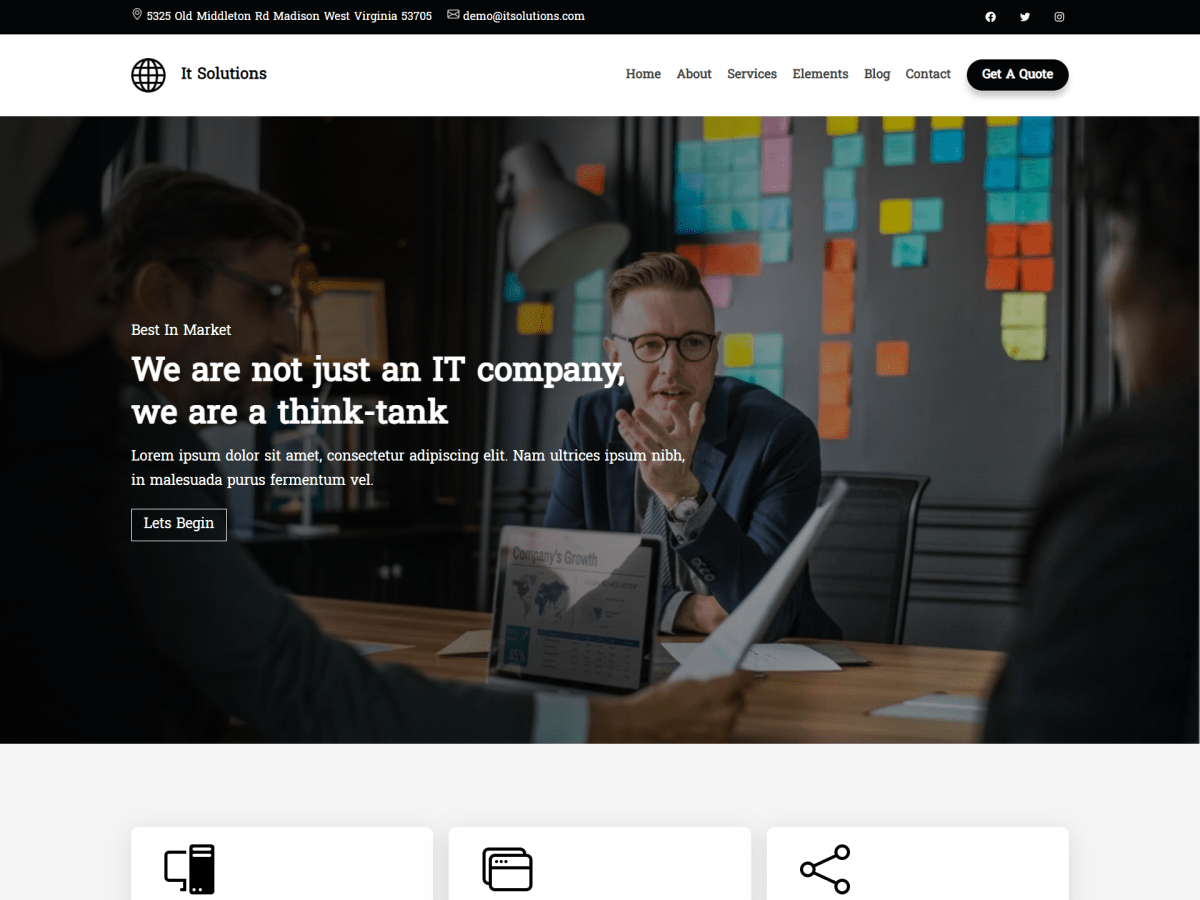 5325 Old Middleton Rd Madison West Virginia 53705 demo@itsolutions.com
It Solutions
Home About Services Elements Blog Contact Get A Quote
Best In Market
We are not just an IT company,
we are a think-tank
Lorem ipsum dolor sit amet, consectetur adipiscing elit. Nam ultrices ipsum nibh,
in malesuada purus fermentum vel.
Lets Begin
Company's Growth